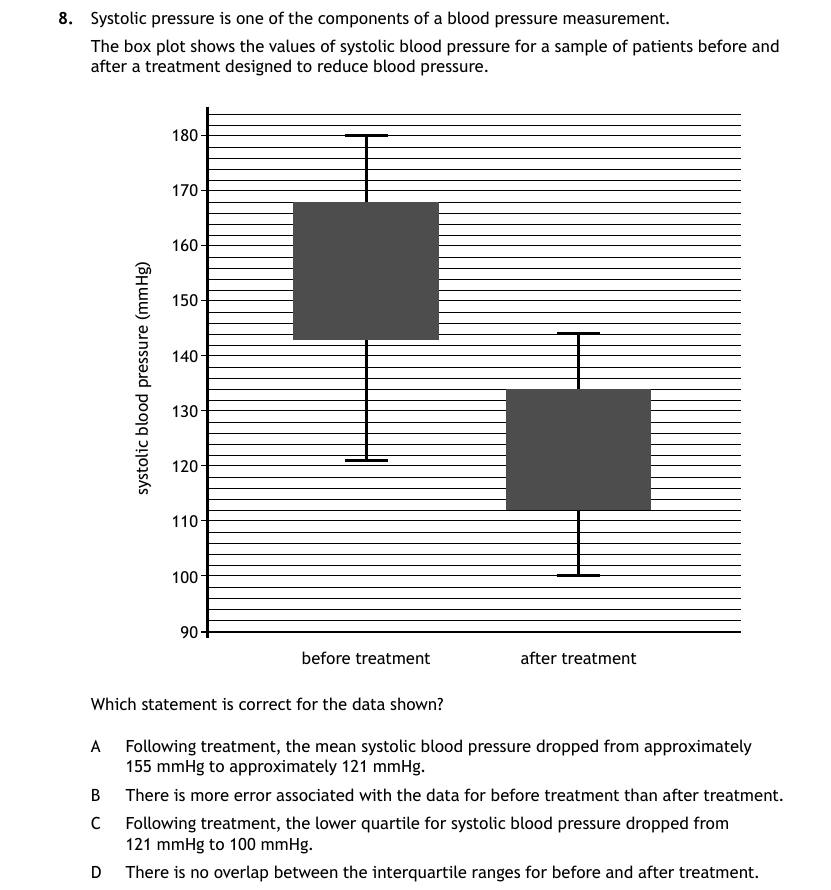 8. Systolic pressure is one of the components of a blood pressure measurement.
The box plot shows the values of systolic blood pressure for a sample of patients before and
after a treatment designed to reduce blood pressure.
180
170
160
150
140
130
120
110
100
90
systolic blood pressure (mmHg)
before treatment after treatment
Which statement is correct for the data shown?
A Following treatment, the mean systolic blood pressure dropped from approximately
155 mmHg to approximately 121 mmHg.
B There is more error associated with the data for before treatment than after treatment.
C Following treatment, the lower quartile for systolic blood pressure dropped from
121 mmHg to 100 mmHg.
D There is no overlap between the interquartile ranges for before and after treatment.